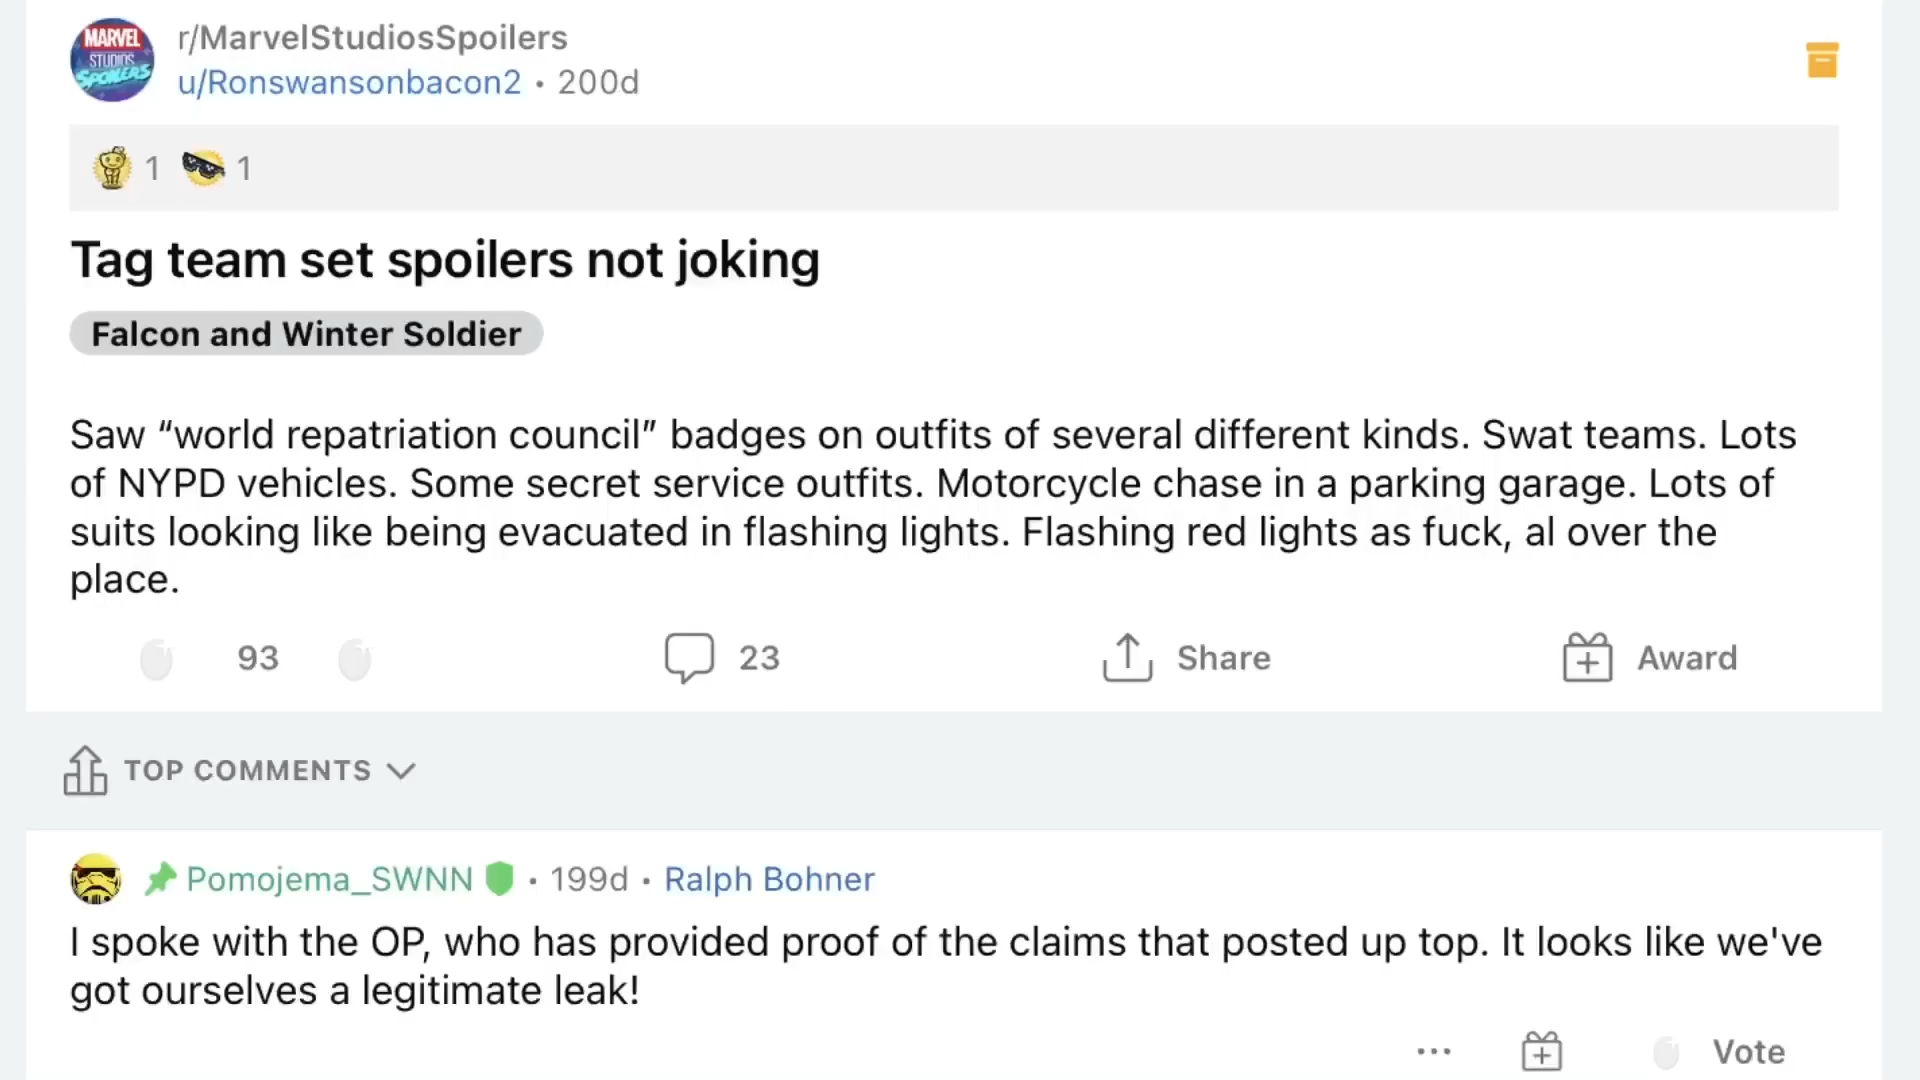 MARVEL
STUDIOS
SPOILERS
r/MarvelStudiosSpoilers
u/Ronswansonbacon2 • 200d
1 1
Tag team set spoilers not joking
Falcon and Winter Soldier
Saw “world repatriation council” badges on outfits of several different kinds. Swat teams. Lots
of NYPD vehicles. Some secret service outfits. Motorcycle chase in a parking garage. Lots of
suits looking like being evacuated in flashing lights. Flashing red lights as fuck, al over the
place.
93 23 Share Award
TOP COMMENTS
Pomojema_SWNN • 199d • Ralph Bohner
I spoke with the OP, who has provided proof of the claims that posted up top. It looks like we've
got ourselves a legitimate leak!
Vote